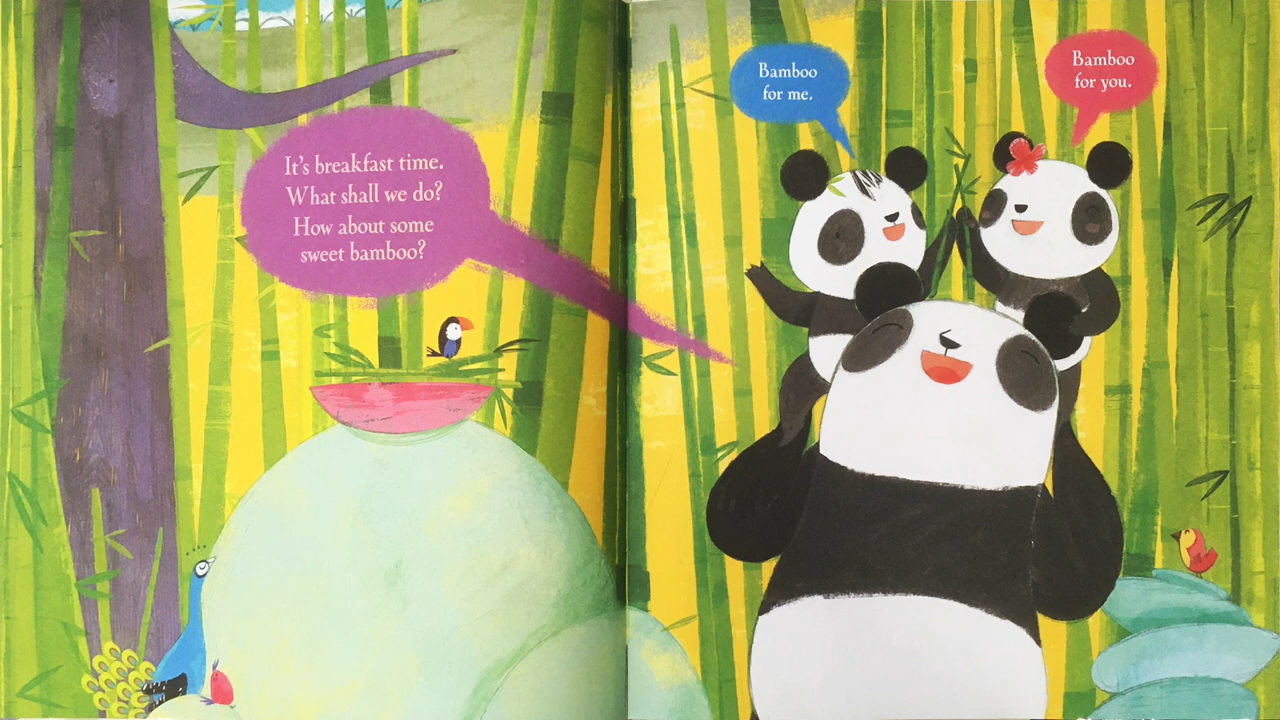 It's breakfast time.
What shall we do?
How about some
sweet bamboo?
Bamboo
for me.
Bamboo
for you.